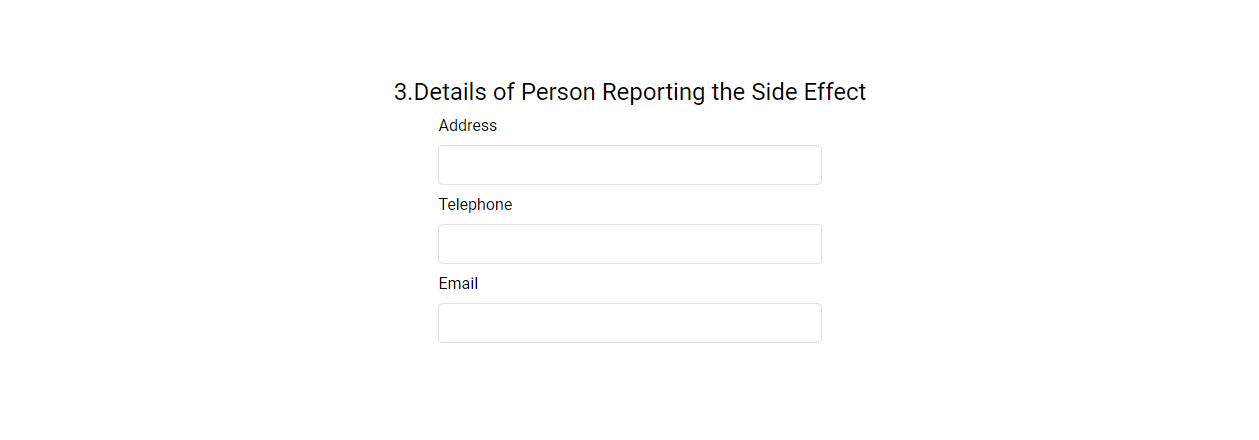 3.Details of Person Reporting the Side Effect
Address
Telephone
Email